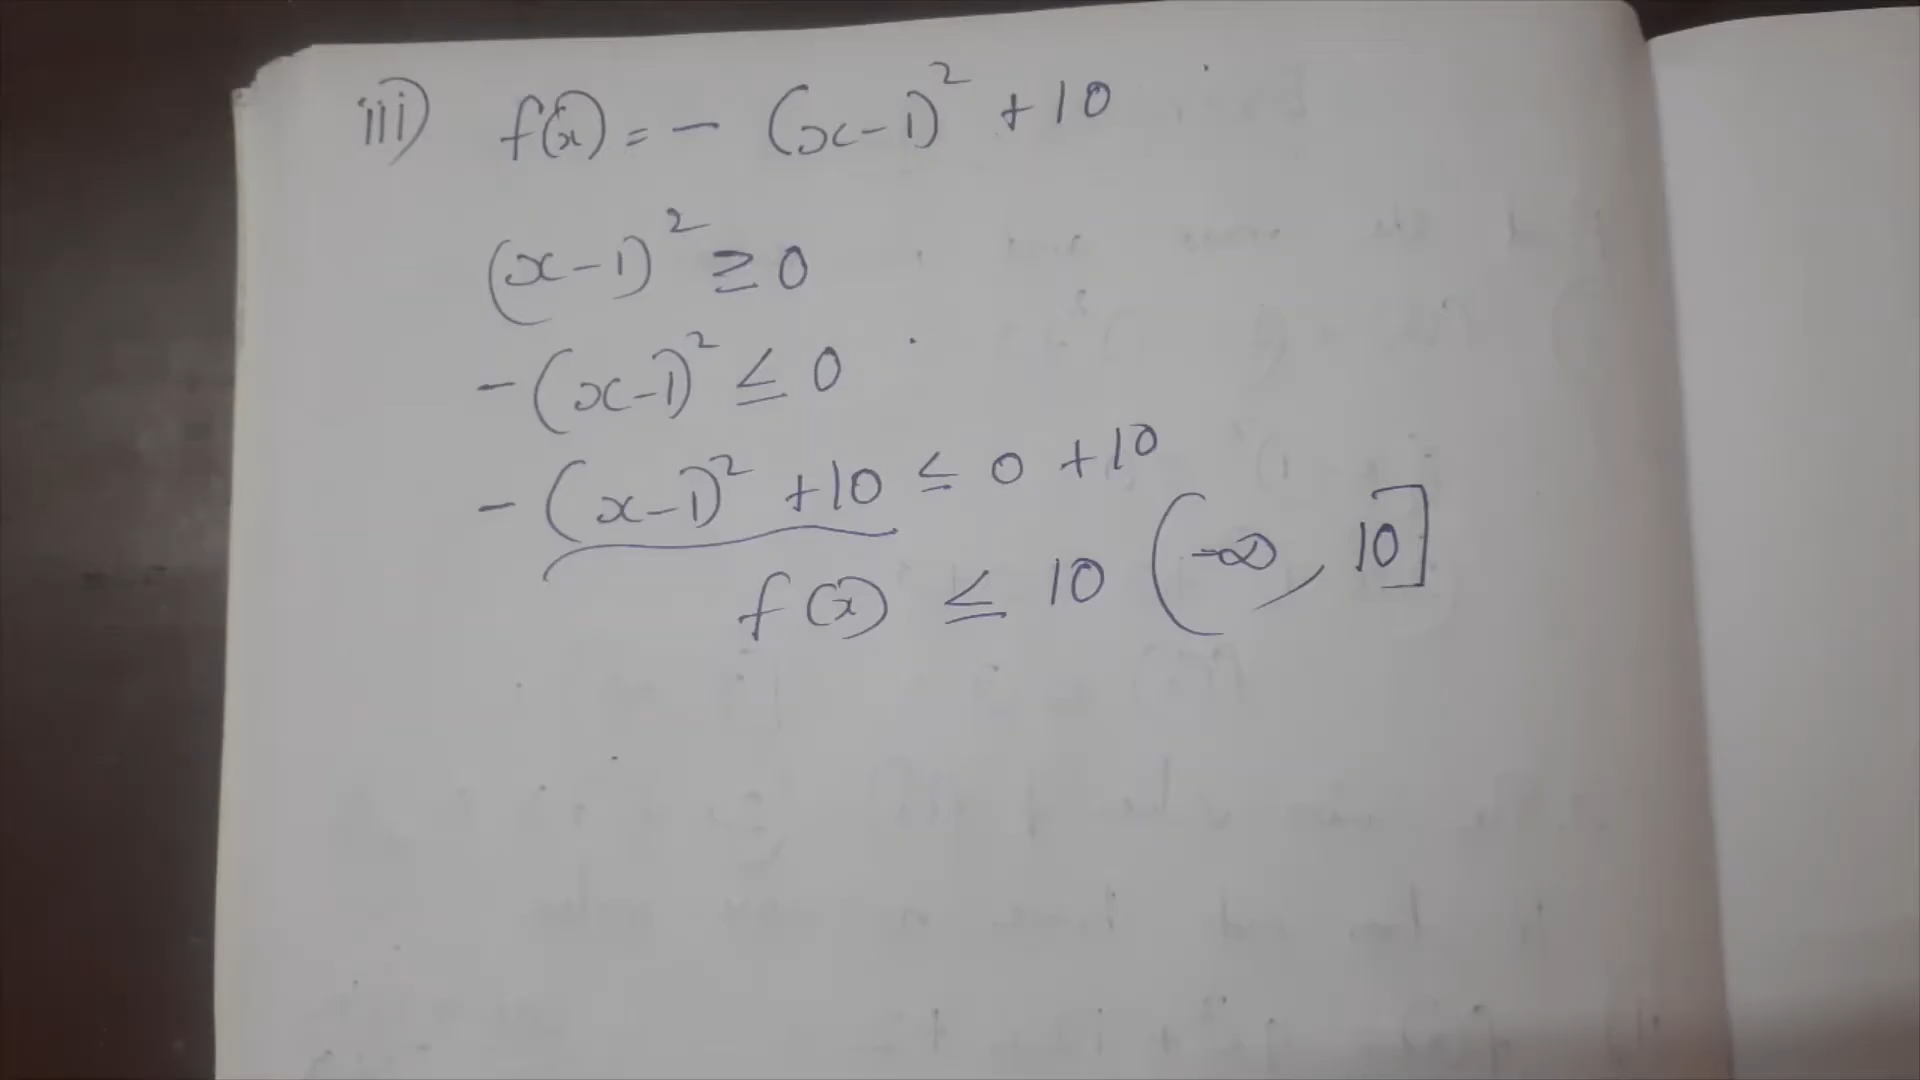 iii) f(x) = - (x-1)² + 10
(x-1)² ≥ 0
-(x-1)² ≤ 0
-(x-1)² + 10 ≤ 0 + 10
f(x) ≤ 10 (-∞, 10]